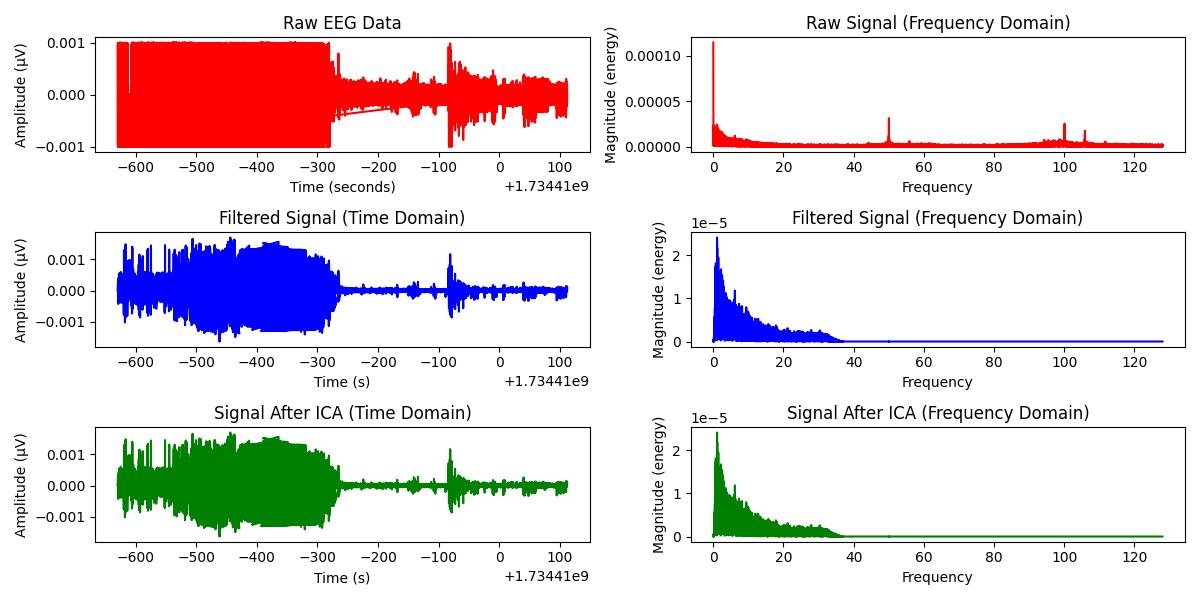 Raw EEG Data
Amplitude (µV)
0.001
0.000
−0.001
−600
−500
−400
−300
−200
−100
0
100
Time (seconds)
+1.73441e9
Raw Signal (Frequency Domain)
Magnitude (energy)
0.00010
0.00005
0.00000
0
20
40
60
80
100
120
Frequency
Filtered Signal (Time Domain)
Amplitude (µV)
0.001
0.000
−0.001
−600
−500
−400
−300
−200
−100
0
100
Time (s)
+1.73441e9
Filtered Signal (Frequency Domain)
1e−5
Magnitude (energy)
2
1
0
0
20
40
60
80
100
120
Frequency
Signal After ICA (Time Domain)
Amplitude (µV)
0.001
0.000
−0.001
−600
−500
−400
−300
−200
−100
0
100
Time (s)
+1.73441e9
Signal After ICA (Frequency Domain)
1e−5
Magnitude (energy)
2
1
0
0
20
40
60
80
100
120
Frequency